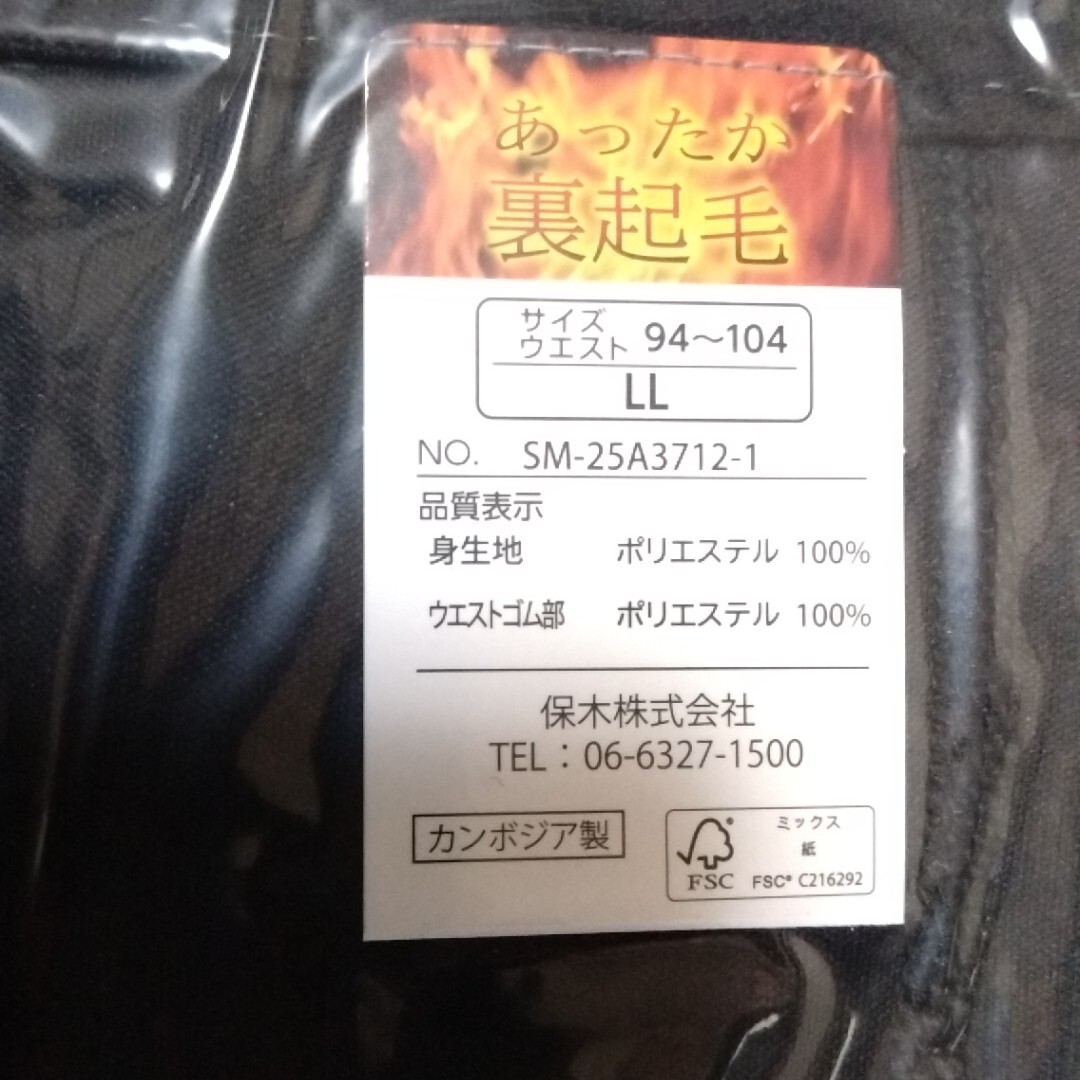 あったか
裏起毛
サイズ
ウエスト 94～104
LL
NO. SM-25A3712-1
品質表示
身生地 ポリエステル 100%
ウエストゴム部 ポリエステル 100%
保木株式会社
TEL：06-6327-1500
カンボジア製
ミックス
紙
FSC FSC® C216292